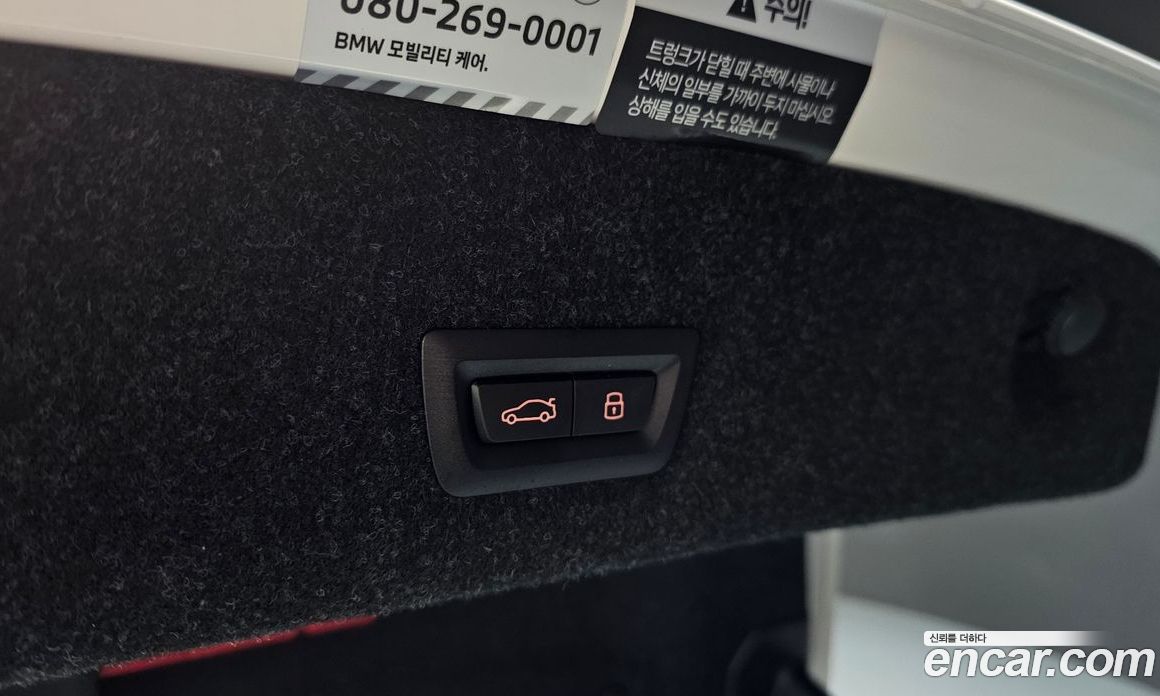 080-269-0001
BMW 모빌리티 케어.
주의!
트렁크가 닫힐 때 주변에 사물이나
신체의 일부를 가까이 두지 마십시오
상해를 입을 수도 있습니다.
신뢰를 더하다
encar.com